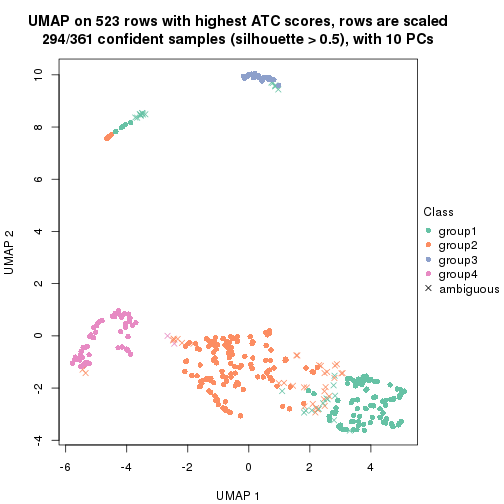 UMAP on 523 rows with highest ATC scores, rows are scaled
294/361 confident samples (silhouette > 0.5), with 10 PCs
10
8
6
4
2
0
-2
-4
UMAP 2
-6
-4
-2
0
2
4
UMAP 1
Class
group1
group2
group3
group4
ambiguous